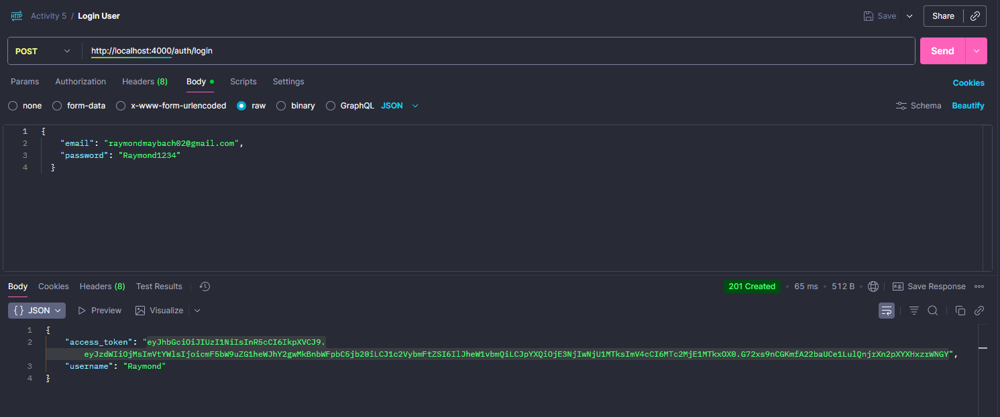 HTTP Activity 5 / Login User Save Share
POST http://localhost:4000/auth/login Send
Params Authorization Headers (8) Body Scripts Settings Cookies
none form-data x-www-form-urlencoded raw binary GraphQL JSON Schema Beautify
1 {
2 "email": "raymondmaybach02@gmail.com",
3 "password": "Raymond1234"
4 }
Body Cookies Headers (8) Test Results 201 Created • 65 ms • 512 B e.g. Save Response
{} JSON Preview Visualize
1 {
2 "access_token": "eyJhbGciOiJIUzI1NiIsInR5cCI6IkpXVCJ9.
eyJzdWIiOjMsImVtYWlsIjoicmF5bW9uZG1heWJhY2gwMkBnbWFpbC5jb20iLCJ1c2VybmFtZSI6IlJheW1vbmQiLCJpYXQiOjE3NjIwNjU1MTksImV4cCI6MTc2MjE1MTkxOX0.G72xs9nCGKmfA22baUCe1LulQnjrXn2pXYXHxzrWNGY",
3 "username": "Raymond"
4 }